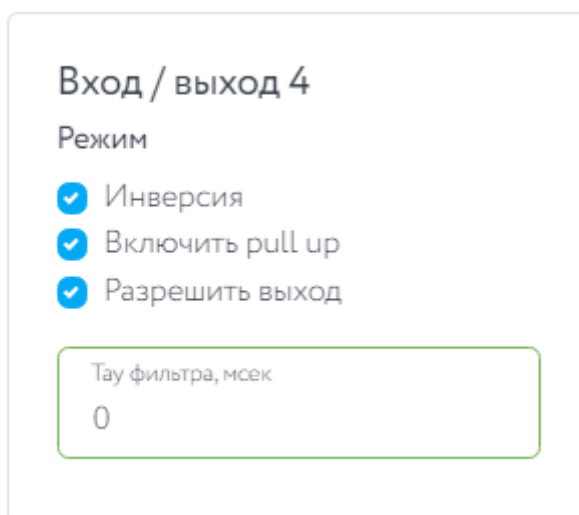 Вход / выход 4
Режим
Инверсия
Включить pull up
Разрешить выход
Тау фильтра, мсек
0